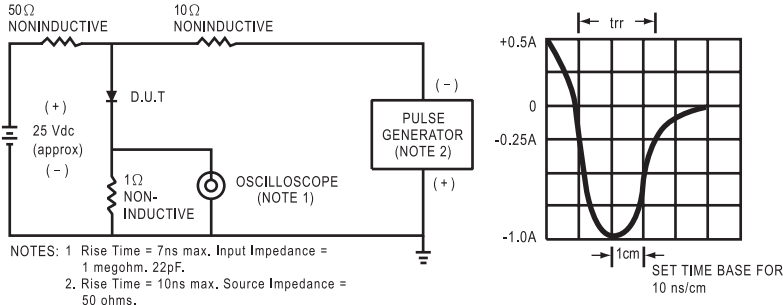 50Ω
NONINDUCTIVE
10Ω
NONINDUCTIVE
(+)
25 Vdc
(approx)
(-)
D.U.T
1Ω
NON-
INDUCTIVE
OSCILLOSCOPE
(NOTE 1)
(-)
PULSE
GENERATOR
(NOTE 2)
(+)
NOTES: 1 Rise Time = 7ns max. Input Impedance =
1 megohm. 22pF.
2. Rise Time = 10ns max. Source Impedance =
50 ohms.
trr
+0.5A
0
-0.25A
-1.0A
1cm
SET TIME BASE FOR
10 ns/cm